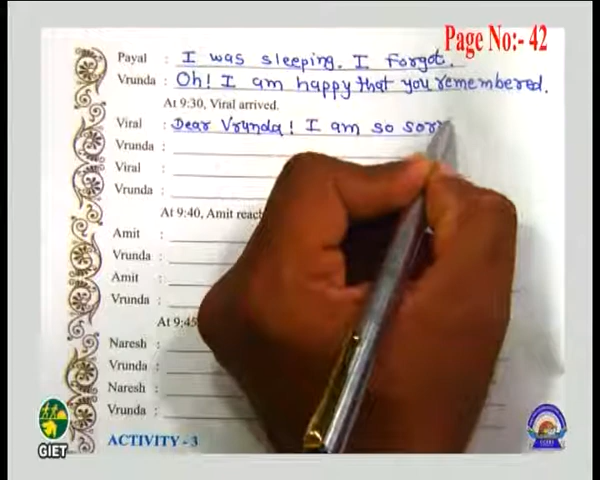 Page No:- 42
Payal : I was sleeping. I Forgot.
Vrunda : Oh! I am happy that you remembered.
At 9:30, Viral arrived.
Viral : Dear Vrunda! I am so sorr
Vrunda :
Viral :
Vrunda :
At 9:40, Amit reach
Amit :
Vrunda :
Amit :
Vrunda :
At 9:45
Naresh :
Vrunda :
Naresh :
Vrunda :
ACTIVITY - 3
GIET